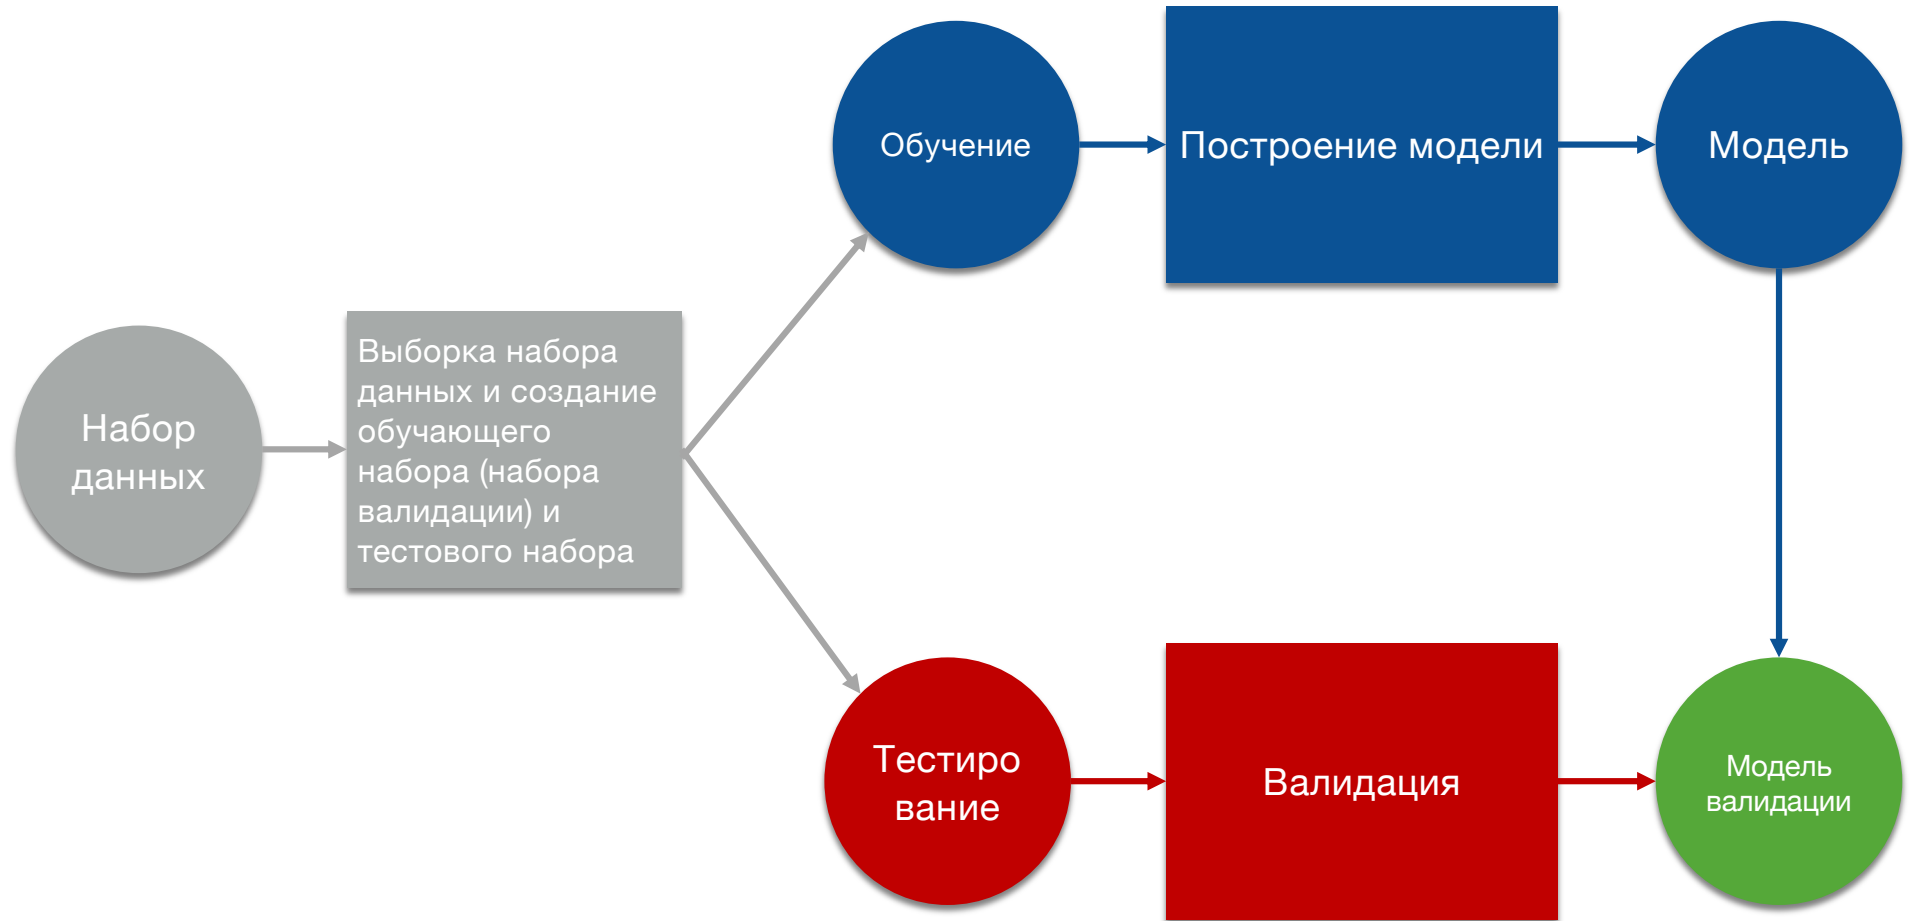 Обучение
Построение модели
Модель
Набор
данных
Выборка набора
данных и создание
обучающего
набора (набора
валидации) и
тестового набора
Тестиро
вание
Валидация
Модель
валидации